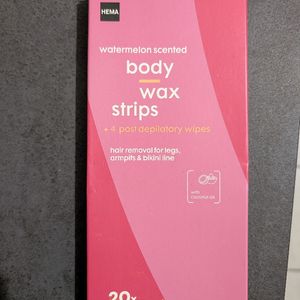 HEMA
watermelon scented
body
wax
strips
+ 4 post depilatory wipes
hair removal for legs,
armpits & bikini line
with
COCONUT OIL
20x